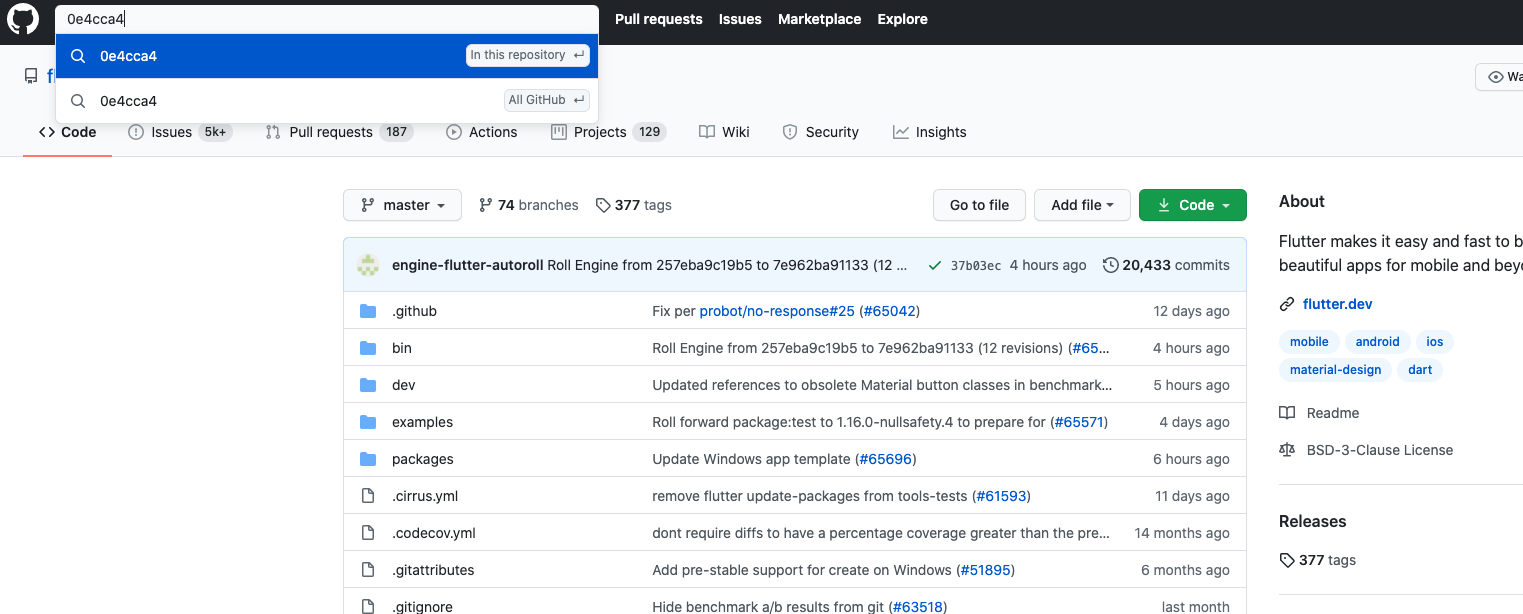 0e4cca4 Pull requests Issues Marketplace Explore
0e4cca4 In this repository
0e4cca4 All GitHub
Code Issues 5k+ Pull requests 187 Actions Projects 129 Wiki Security Insights
master 74 branches 377 tags Go to file Add file Code
engine-flutter-autoroll Roll Engine from 257eba9c19b5 to 7e962ba91133 (12 ... 37b03ec 4 hours ago 20,433 commits
.github Fix per probot/no-response#25 (#65042) 12 days ago
bin Roll Engine from 257eba9c19b5 to 7e962ba91133 (12 revisions) (#65... 4 hours ago
dev Updated references to obsolete Material button classes in benchmark... 5 hours ago
examples Roll forward package:test to 1.16.0-nullsafety.4 to prepare for (#65571) 4 days ago
packages Update Windows app template (#65696) 6 hours ago
.cirrus.yml remove flutter update-packages from tools-tests (#61593) 11 days ago
.codecov.yml dont require diffs to have a percentage coverage greater than the pre... 14 months ago
.gitattributes Add pre-stable support for create on Windows (#51895) 6 months ago
.gitignore Hide benchmark a/b results from git (#63518) last month
About
Flutter makes it easy and fast to
beautiful apps for mobile and
flutter.dev
mobile android ios
material-design dart
Readme
BSD-3-Clause License
Releases
377 tags